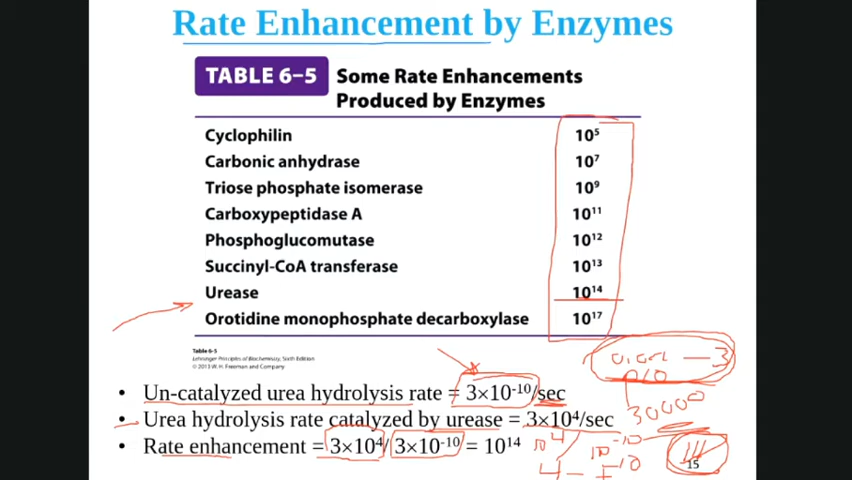 Rate Enhancement by Enzymes
TABLE 6–5 Some Rate Enhancements
Produced by Enzymes
Cyclophilin 10⁵
Carbonic anhydrase 10⁷
Triose phosphate isomerase 10⁹
Carboxypeptidase A 10¹¹
Phosphoglucomutase 10¹²
Succinyl-CoA transferase 10¹³
Urease 10¹⁴
Orotidine monophosphate decarboxylase 10¹⁷
Table 6-5
Lehninger Principles of Biochemistry, Sixth Edition
© 2013 W. H. Freeman and Company
• Un-catalyzed urea hydrolysis rate = 3×10⁻¹⁰/sec
• Urea hydrolysis rate catalyzed by urease = 3×10⁴/sec
• Rate enhancement = 3×10⁴/ 3×10⁻¹⁰ = 10¹⁴
30000
10⁴ / 10⁻¹⁰
15